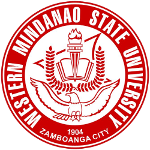 WESTERN MINDANAO STATE UNIVERSITY
1904
ZAMBOANGA CITY